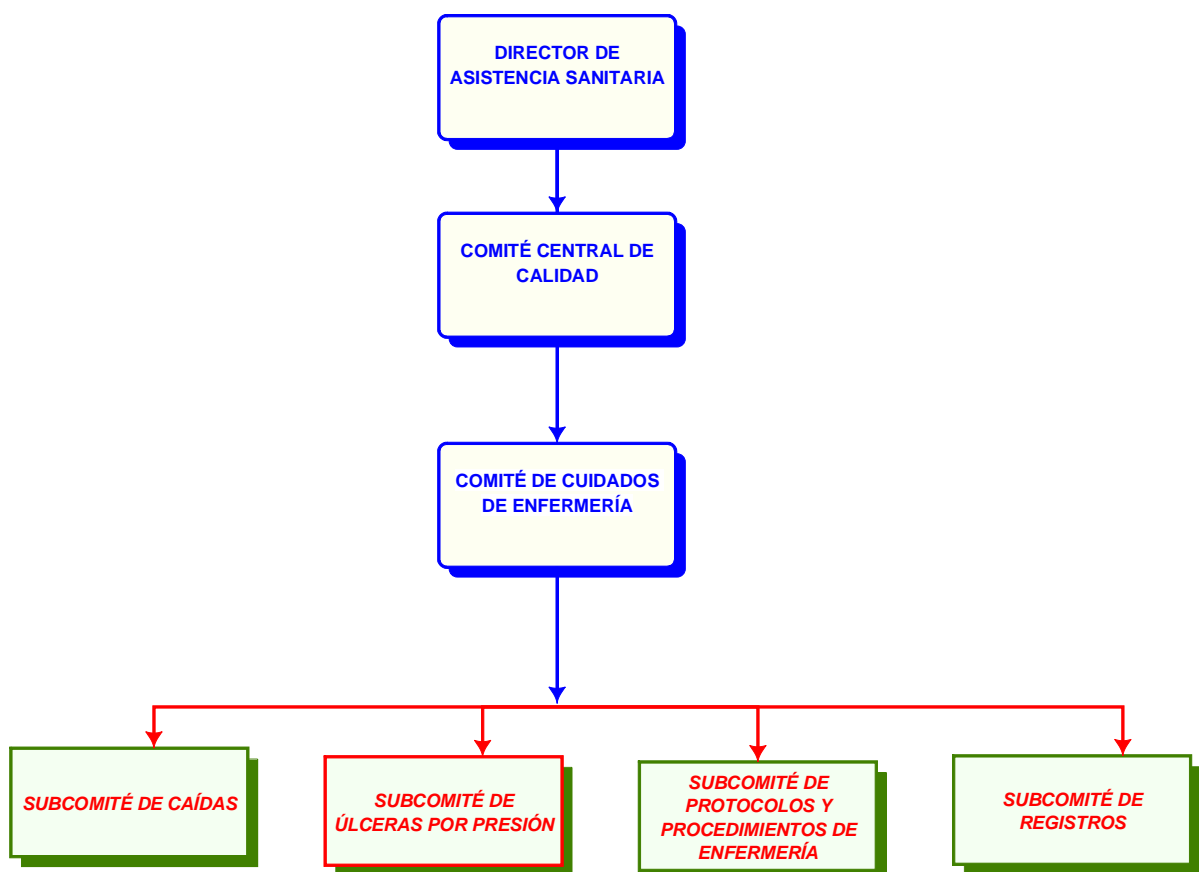 DIRECTOR DE
ASISTENCIA SANITARIA
COMITÉ CENTRAL DE
CALIDAD
COMITÉ DE CUIDADOS
DE ENFERMERÍA
SUBCOMITÉ DE CAÍDAS
SUBCOMITÉ DE
ÚLCERAS POR PRESIÓN
SUBCOMITÉ DE
PROTOCOLOS Y
PROCEDIMIENTOS DE
ENFERMERÍA
SUBCOMITÉ DE
REGISTROS